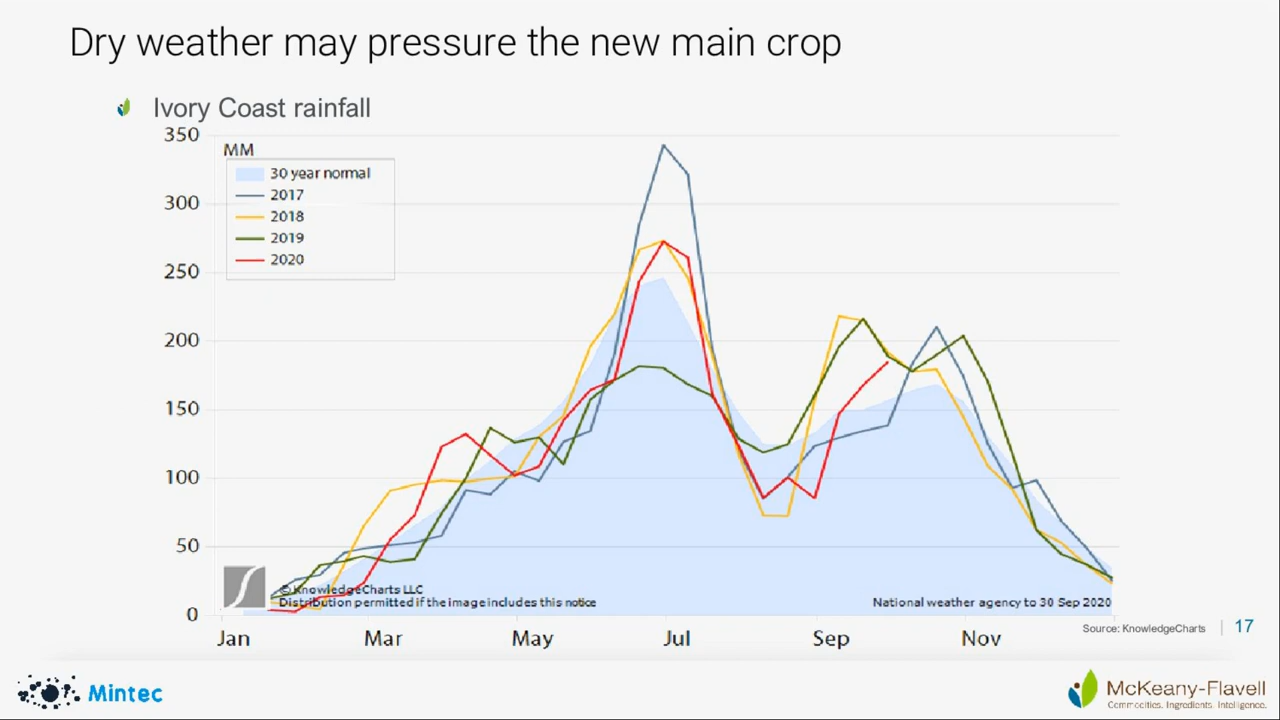 Dry weather may pressure the new main crop
Ivory Coast rainfall
350
MM
30 year normal
2017
2018
2019
2020
300
250
200
150
100
50
0
© KnowledgeCharts LLC
Distribution permitted if the image includes this notice
National weather agency to 30 Sep 2020
Jan Mar May Jul Sep Nov
Source: KnowledgeCharts | 17
Mintec
McKeany-Flavell
Commodities. Ingredients. Intelligence.